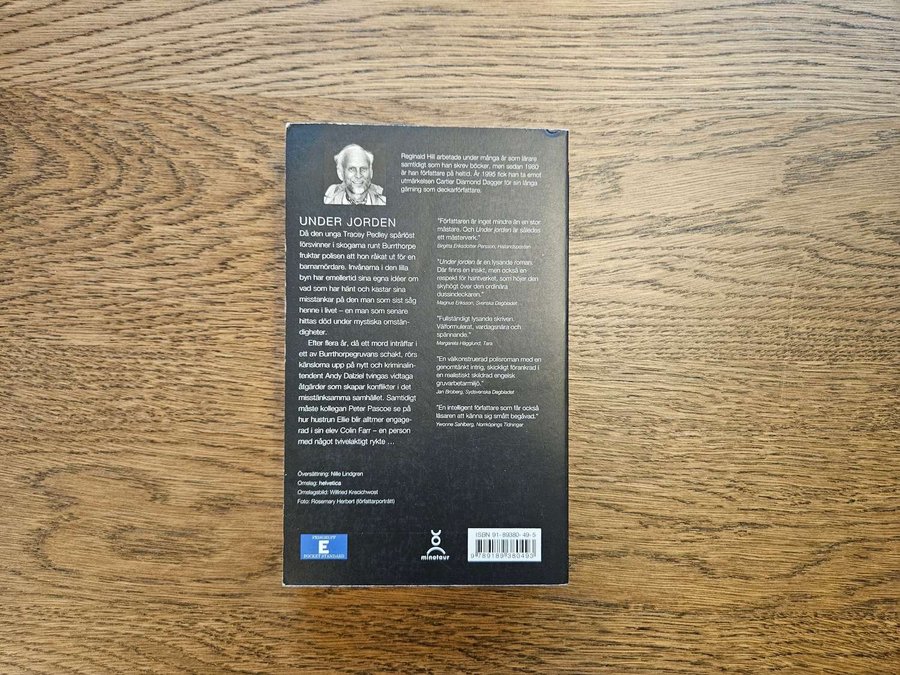 Reginald Hill arbetade under många år som lärare
samtidigt som han skrev böcker, men sedan 1980
är han författare på heltid. År 1995 fick han ta emot
utmärkelsen Cartier Diamond Dagger för sin långa
gärning som deckarförfattare.
UNDER JORDEN
Då den unga Tracey Pedley spårlöst
försvinner i skogarna runt Burrthorpe
fruktar polisen att hon råkat ut för en
barnamördare. Invånarna i den lilla
byn har emellertid sina egna idéer om
vad som har hänt och kastar sina
misstankar på den man som sist såg
henne i livet – en man som senare
hittas död under mystiska omstän-
digheter.
Efter flera år, då ett mord inträffar i
ett av Burrthorpegruvans schakt, rörs
känslorna upp på nytt och kriminalin-
tendent Andy Dalziel tvingas vidtaga
åtgärder som skapar konflikter i det
misstänksamma samhället. Samtidigt
måste kollegan Peter Pascoe se på
hur hustrun Ellie blir alltmer engage-
rad i sin elev Colin Farr – en person
med något tvivelaktigt rykte ...
"Författaren är inget mindre än en stor
mästare. Och Under jorden är således
ett mästerverk."
Birgitta Eriksdotter Persson, Hallandsposten
"Under jorden är en lysande roman.
Där finns en insikt, men också en
respekt för hantverket, som höjer den
skyhögt över den ordinära
dussindeckaren."
Magnus Eriksson, Svenska Dagbladet
"Fullständigt lysande skriven.
Välformulerat, vardagsnära och
spännande."
Margareta Hägglund, Tara
"En välkonstruerad polisroman med en
genomtänkt intrig, skickligt förankrad i
en realistiskt skildrad engelsk
gruvarbetarmiljö."
Jan Broberg, Sydsvenska Dagbladet
"En intelligent författare som får också
läsaren att känna sig smått begåvad."
Yvonne Sahlberg, Norrköpings Tidningar
Översättning: Nille Lindgren
Omslag: helvetica
Omslagsbild: Wilfried Krecichwost
Foto: Rosemary Herbert (författarporträtt)
PRISGRUPP
E
POCKET STANDARD
minotaur
ISBN 91-89380-49-5
9 789189 380493